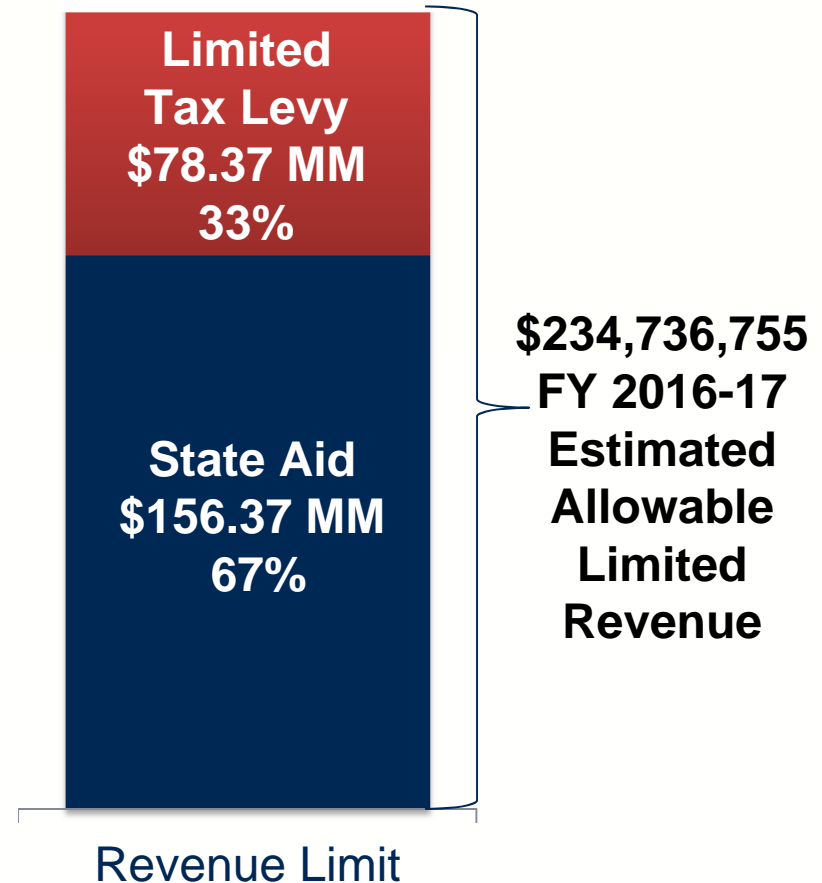 Limited
Tax Levy
$78.37 MM
33%
State Aid
$156.37 MM
67%
$234,736,755
FY 2016-17
Estimated
Allowable
Limited
Revenue
Revenue Limit